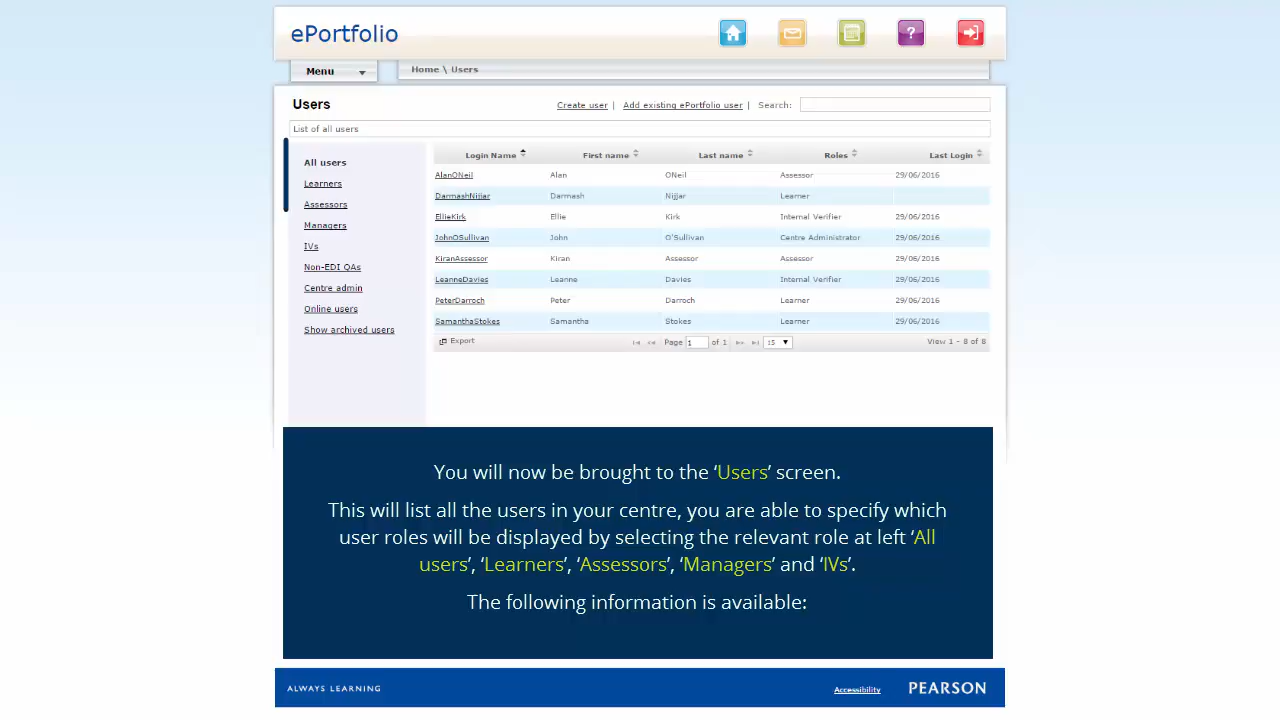 ePortfolio
?
Menu
Home \ Users
Users
Create user | Add existing ePortfolio user | Search:
List of all users
All users
Learners
Assessors
Managers
IVs
Non-EDI QAs
Centre admin
Online users
Show archived users
Login Name First name Last name Roles Last Login
AlanONeil Alan ONeil Assessor 29/06/2016
DarmashNijjar Darmash Nijjar Learner
EllieKirk Ellie Kirk Internal Verifier 29/06/2016
JohnOSullivan John O'Sullivan Centre Administrator 29/06/2016
KiranAssessor Kiran Assessor Assessor 29/06/2016
LeanneDavies Leanne Davies Internal Verifier 29/06/2016
PeterDarroch Peter Darroch Learner 29/06/2016
SamanthaStokes Samantha Stokes Learner 29/06/2016
Export Page 1 of 1 15 View 1 - 8 of 8
You will now be brought to the ‘Users’ screen.
This will list all the users in your centre, you are able to specify which
user roles will be displayed by selecting the relevant role at left ‘All
users’, ‘Learners’, ‘Assessors’, ‘Managers’ and ‘IVs’.
The following information is available:
ALWAYS LEARNING
Accessibility
PEARSON